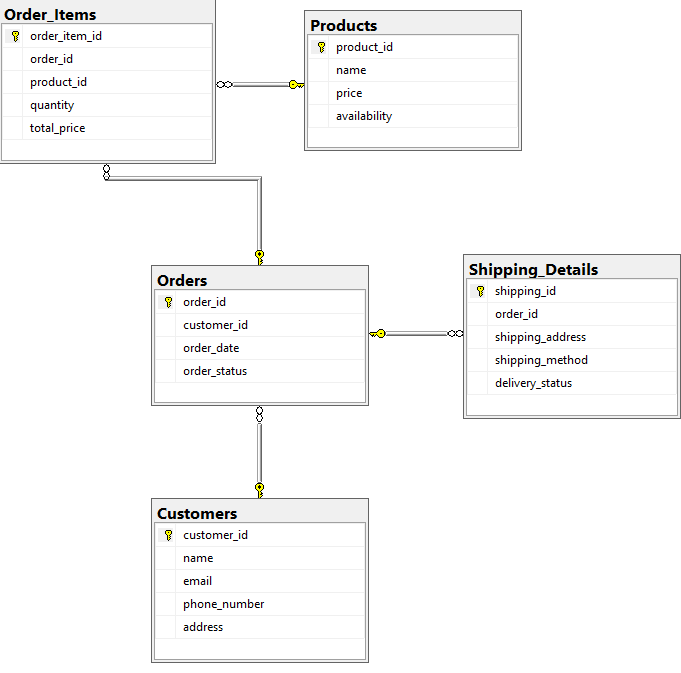 Order_Items
order_item_id
order_id
product_id
quantity
total_price
Products
product_id
name
price
availability
Orders
order_id
customer_id
order_date
order_status
Shipping_Details
shipping_id
order_id
shipping_address
shipping_method
delivery_status
Customers
customer_id
name
email
phone_number
address